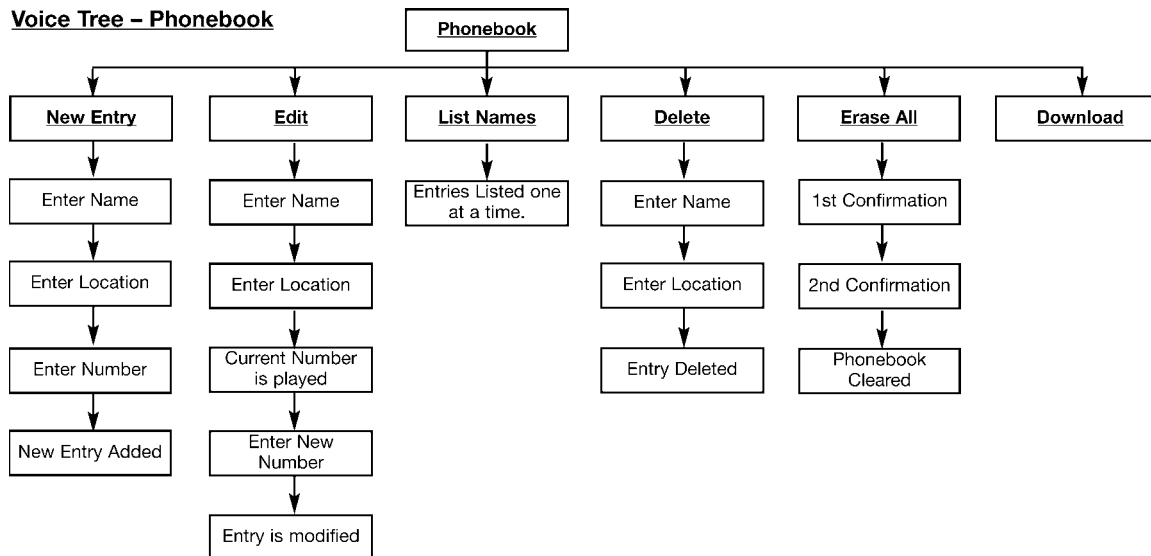 Voice Tree – Phonebook
Phonebook
New Entry
Edit
List Names
Delete
Erase All
Download
Enter Name
Enter Name
Entries Listed one
at a time.
Enter Name
1st Confirmation
Enter Location
Enter Location
Enter Location
2nd Confirmation
Enter Number
Current Number
is played
Entry Deleted
Phonebook
Cleared
New Entry Added
Enter New
Number
Entry is modified